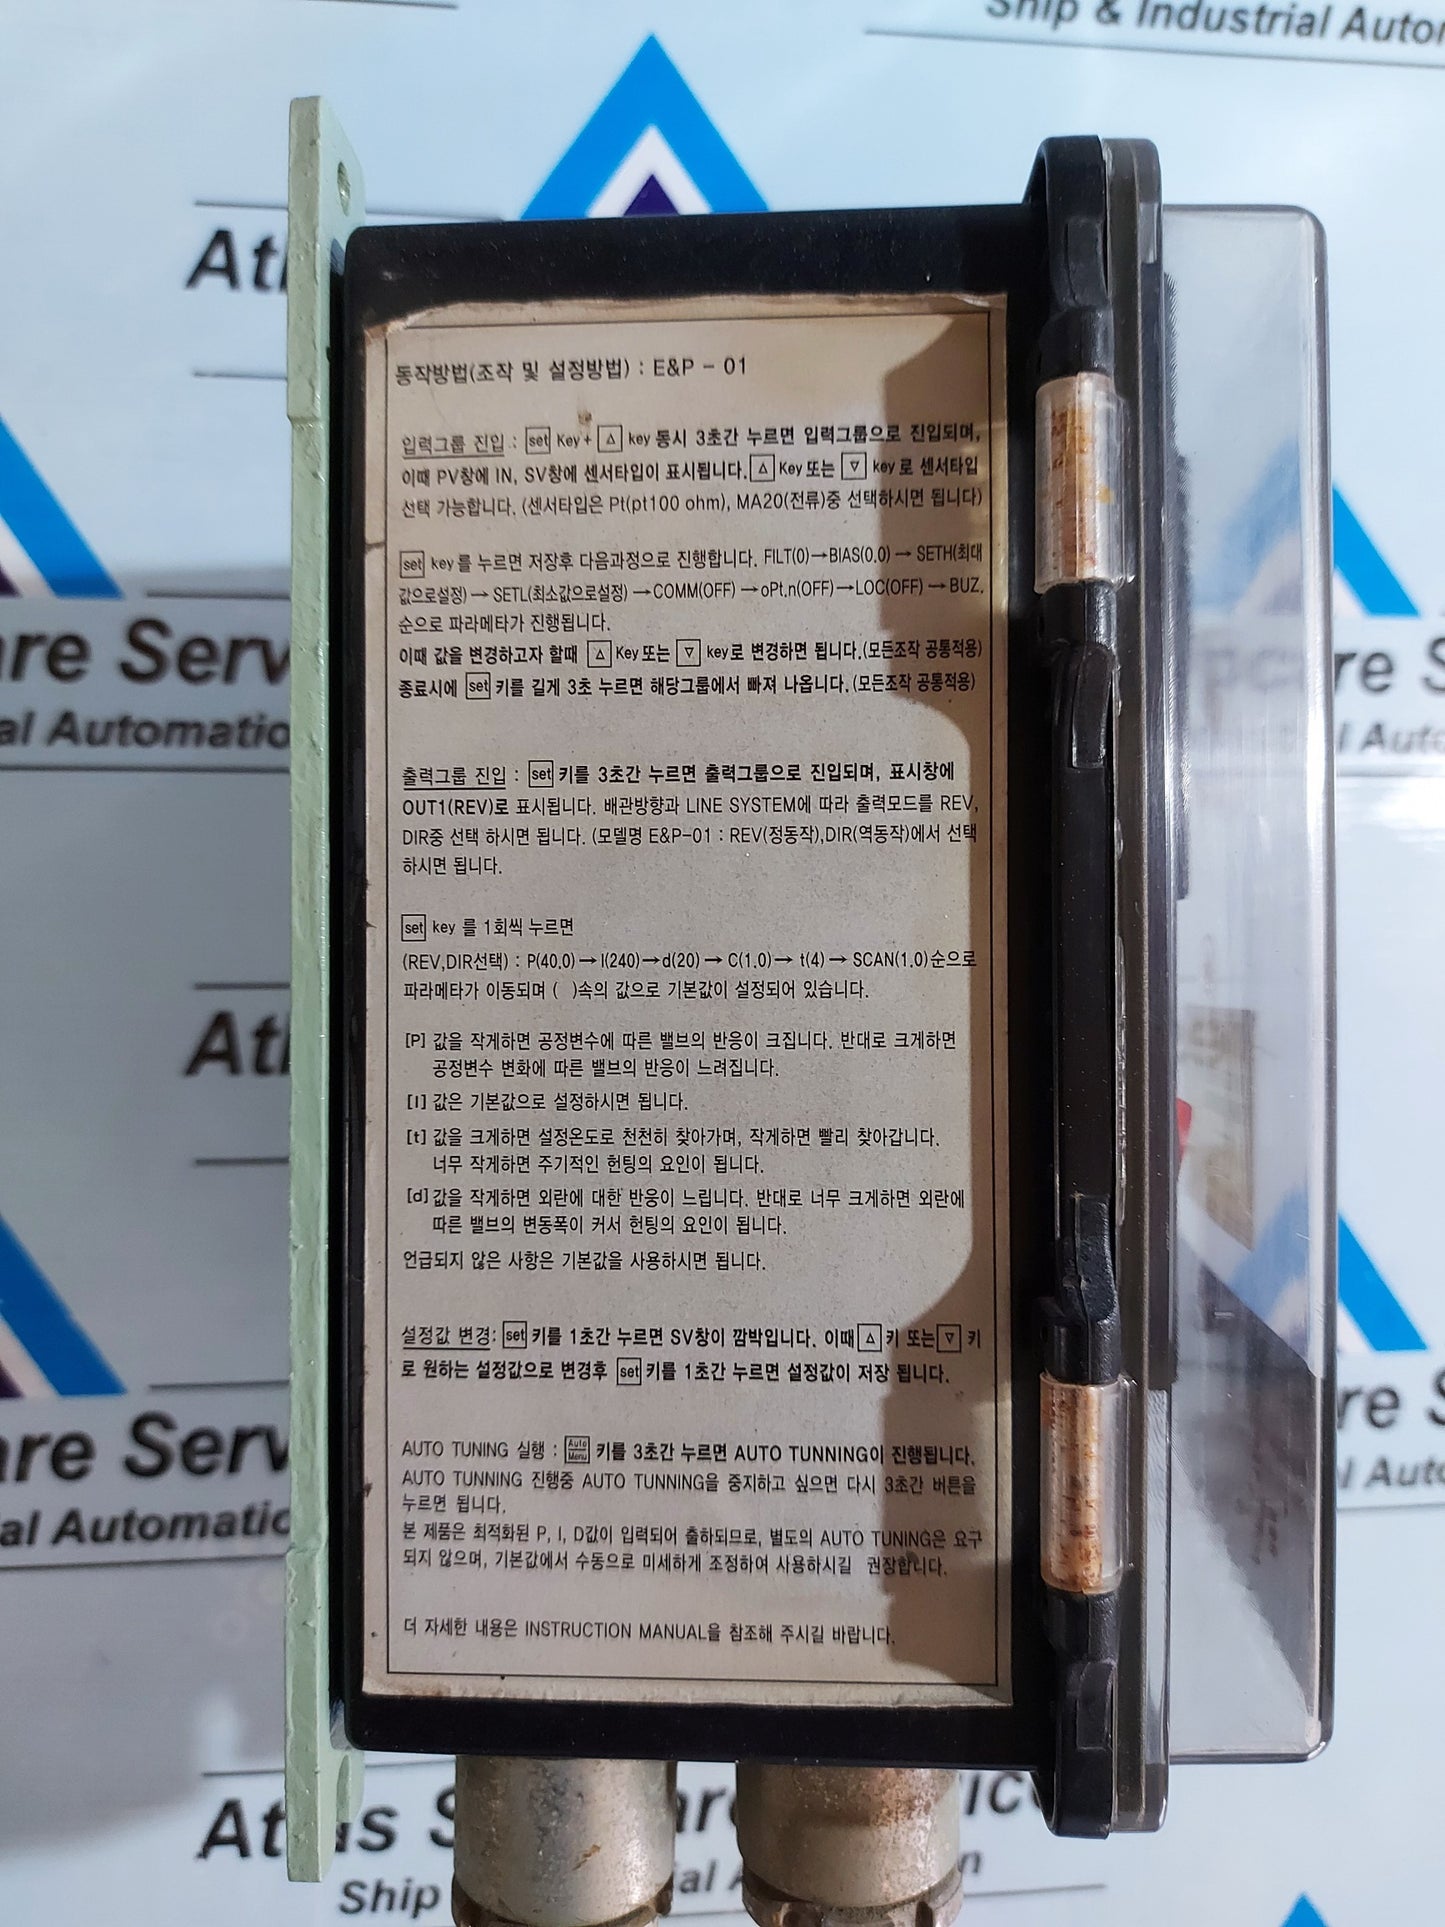 Ship & Industrial Autom
동작방법(조작 및 설정방법) : E&P - 01
입력그룹 진입 : set Key + △ key 동시 3초간 누르면 입력그룹으로 진입되며,
이때 PV창에 IN, SV창에 센서타입이 표시됩니다. △ Key 또는 ▽ key 로 센서타입
선택 가능합니다. (센서타입은 Pt(pt100 ohm), MA20(전류)중 선택하시면 됩니다)
set key 를 누르면 저장후 다음과정으로 진행합니다. FILT(0)→BIAS(0.0) → SETH(최대
값으로설정) → SETL(최소값으로설정) →COMM(OFF) →oPt.n(OFF)→LOC(OFF) →BUZ.
순으로 파라메타가 진행됩니다.
이때 값을 변경하고자 할때 △ Key 또는 ▽ key로 변경하면 됩니다.(모든조작 공통적용)
종료시에 set 키를 길게 3초 누르면 해당그룹에서 빠져 나옵니다.(모든조작 공통적용)
출력그룹 진입 : set 키를 3초간 누르면 출력그룹으로 진입되며, 표시창에
OUT1(REV)로 표시됩니다. 배관방향과 LINE SYSTEM에 따라 출력모드를 REV,
DIR중 선택 하시면 됩니다. (모델명 E&P-01 : REV(정동작),DIR(역동작)에서 선택
하시면 됩니다.
set key 를 1회씩 누르면
(REV,DIR선택) : P(40.0)→I(240)→d(20) → C(1.0)→ t(4) → SCAN(1.0)순으로
파라메타가 이동되며 ( )속의 값으로 기본값이 설정되어 있습니다.
[P] 값을 작게하면 공정변수에 따른 밸브의 반응이 크집니다. 반대로 크게하면
공정변수 변화에 따른 밸브의 반응이 느려집니다.
[I] 값은 기본값으로 설정하시면 됩니다.
[t] 값을 크게하면 설정온도로 천천히 찾아가며, 작게하면 빨리 찾아갑니다.
너무 작게하면 주기적인 헌팅의 요인이 됩니다.
[d] 값을 작게하면 외란에 대한 반응이 느립니다. 반대로 너무 크게하면 외란에
따른 밸브의 변동폭이 커서 헌팅의 요인이 됩니다.
언급되지 않은 사항은 기본값을 사용하시면 됩니다.
설정값 변경: set 키를 1초간 누르면 SV창이 깜박입니다. 이때 △ 키 또는 ▽ 키
로 원하는 설정값으로 변경후 set 키를 1초간 누르면 설정값이 저장 됩니다.
AUTO TUNING 실행 : Auto Menu 키를 3초간 누르면 AUTO TUNNING이 진행됩니다.
AUTO TUNNING 진행중 AUTO TUNNING을 중지하고 싶으면 다시 3초간 버튼을
누르면 됩니다.
본 제품은 최적화된 P, I, D값이 입력되어 출하되므로, 별도의 AUTO TUNING은 요구
되지 않으며, 기본값에서 수동으로 미세하게 조정하여 사용하시길 권장합니다.
더 자세한 내용은 INSTRUCTION MANUAL을 참조해 주시길 바랍니다.